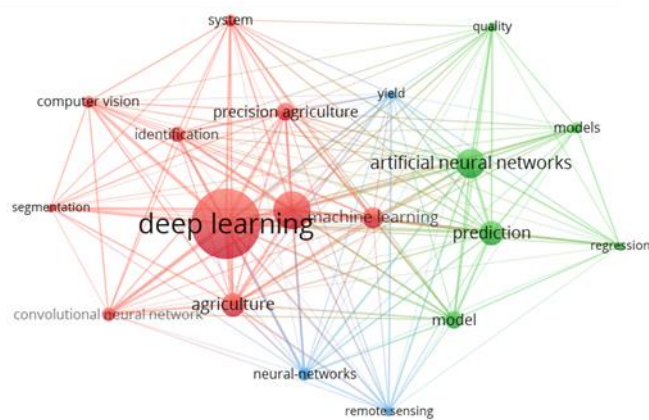 system
quality
yield
computer vision
precision agriculture
identification
models
artificial neural networks
segmentation
deep learning
machine learning
prediction
regression
agriculture
convolutional neural network
model
neural-networks
remote sensing